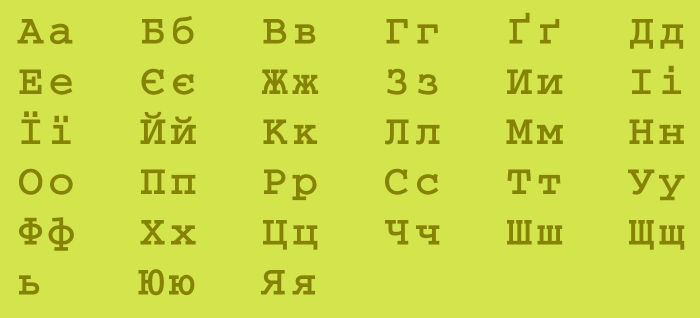 Аа Бб Вв Гг Ґґ Дд
Ее Єє Жж Зз Ии Іі
Її Йй Кк Лл Мм Нн
Оо Пп Рр Сс Тт Уу
Фф Хх Цц Чч Шш Щщ
ь Юю Яя